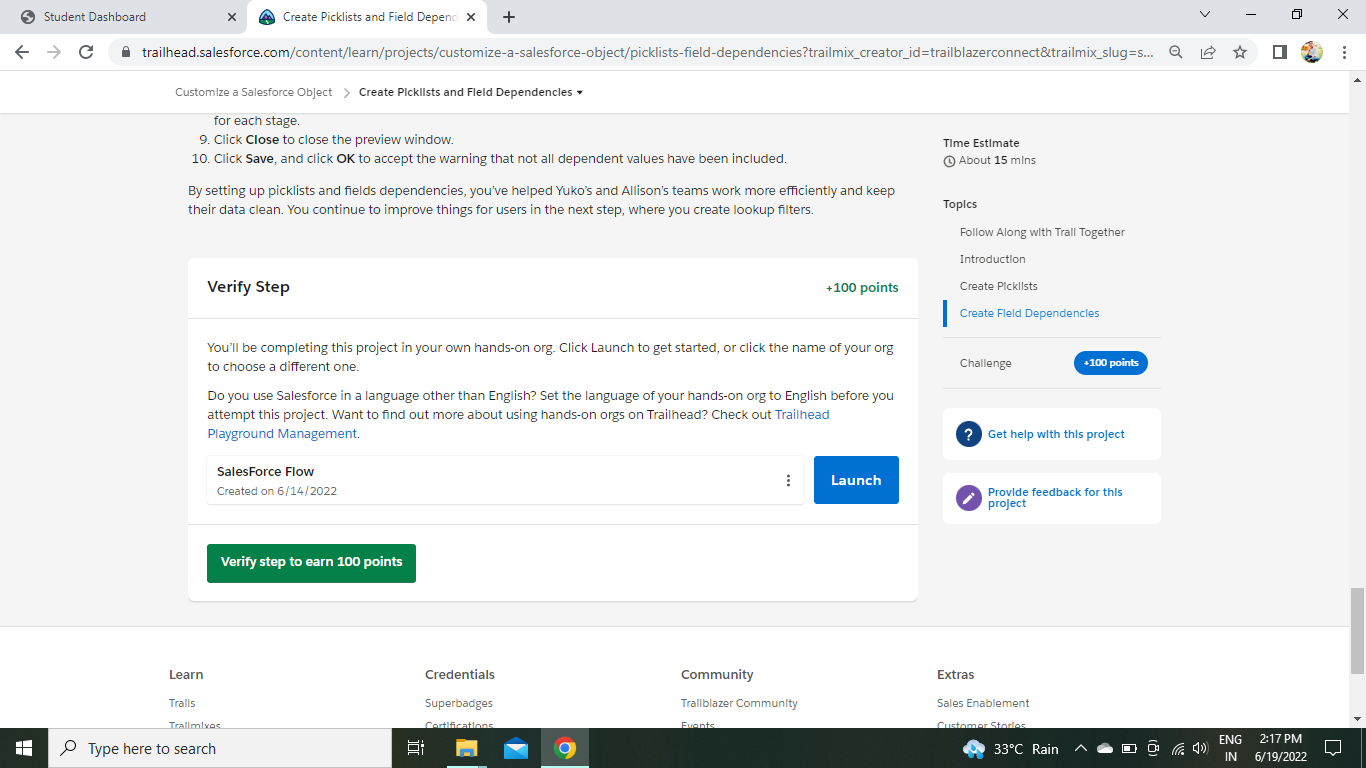 Student Dashboard
Create Picklists and Field Depend
trailhead.salesforce.com/content/learn/projects/customize-a-salesforce-object/picklists-field-dependencies?trailmix_creator_id=trailblazerconnect&trailmix_slug=s...
Customize a Salesforce Object
Create Picklists and Field Dependencies
for each stage.
9. Click Close to close the preview window.
10. Click Save, and click OK to accept the warning that not all dependent values have been included.
By setting up picklists and fields dependencies, you've helped Yuko's and Allison's teams work more efficiently and keep
their data clean. You continue to improve things for users in the next step, where you create lookup filters.
Verify Step
+100 points
You'll be completing this project in your own hands-on org. Click Launch to get started, or click the name of your org
to choose a different one.
Do you use Salesforce in a language other than English? Set the language of your hands-on org to English before you
attempt this project. Want to find out more about using hands-on orgs on Trailhead? Check out Trailhead
Playground Management.
SalesForce Flow
Created on 6/14/2022
Launch
Verify step to earn 100 points
Time Estimate
About 15 mins
Topics
Follow Along with Trail Together
Introduction
Create Picklists
Create Field Dependencies
Challenge
+100 points
? Get help with this project
Provide feedback for this
project
Learn
Credentials
Community
Extras
Trails
Superbadges
Trailblazer Community
Sales Enablement
Trailmixes
Certifications
Events
Customer Stories
Type here to search
33°C Rain
ENG
IN
2:17 PM
6/19/2022